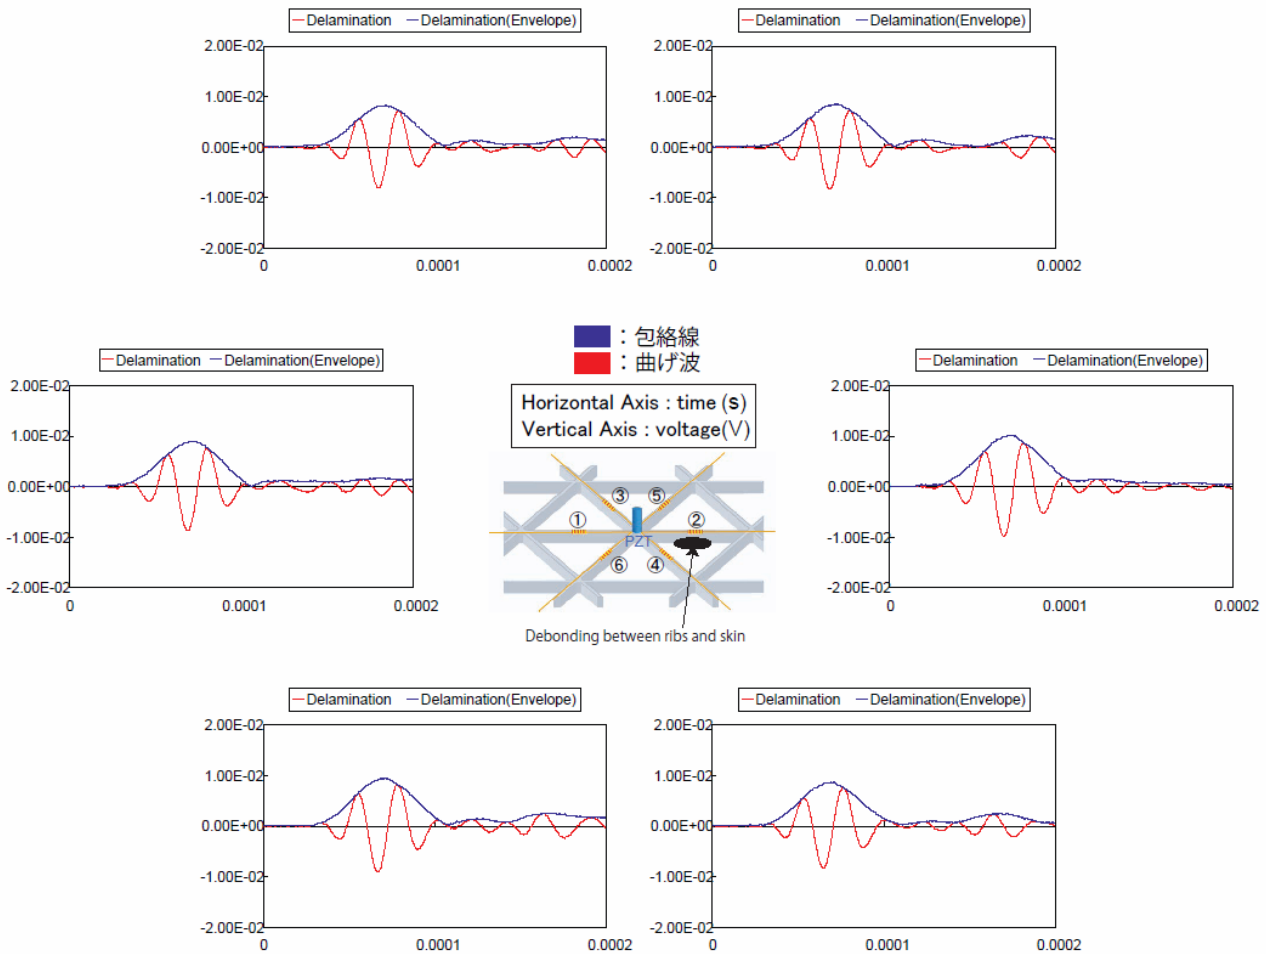 Delamination Delamination(Envelope)
2.00E-02
1.00E-02
0.00E+00
-1.00E-02
-2.00E-02
0 0.0001 0.0002
Delamination Delamination(Envelope)
2.00E-02
1.00E-02
0.00E+00
-1.00E-02
-2.00E-02
0 0.0001 0.0002
Delamination Delamination(Envelope)
2.00E-02
1.00E-02
0.00E+00
-1.00E-02
-2.00E-02
0 0.0001 0.0002
：包絡線
：曲げ波
Horizontal Axis : time (s)
Vertical Axis : voltage(V)
③ ⑤
① ②
PZT
⑥ ④
Debonding between ribs and skin
Delamination Delamination(Envelope)
2.00E-02
1.00E-02
0.00E+00
-1.00E-02
-2.00E-02
0 0.0001 0.0002
Delamination Delamination(Envelope)
2.00E-02
1.00E-02
0.00E+00
-1.00E-02
-2.00E-02
0 0.0001 0.0002
Delamination Delamination(Envelope)
2.00E-02
1.00E-02
0.00E+00
-1.00E-02
-2.00E-02
0 0.0001 0.0002